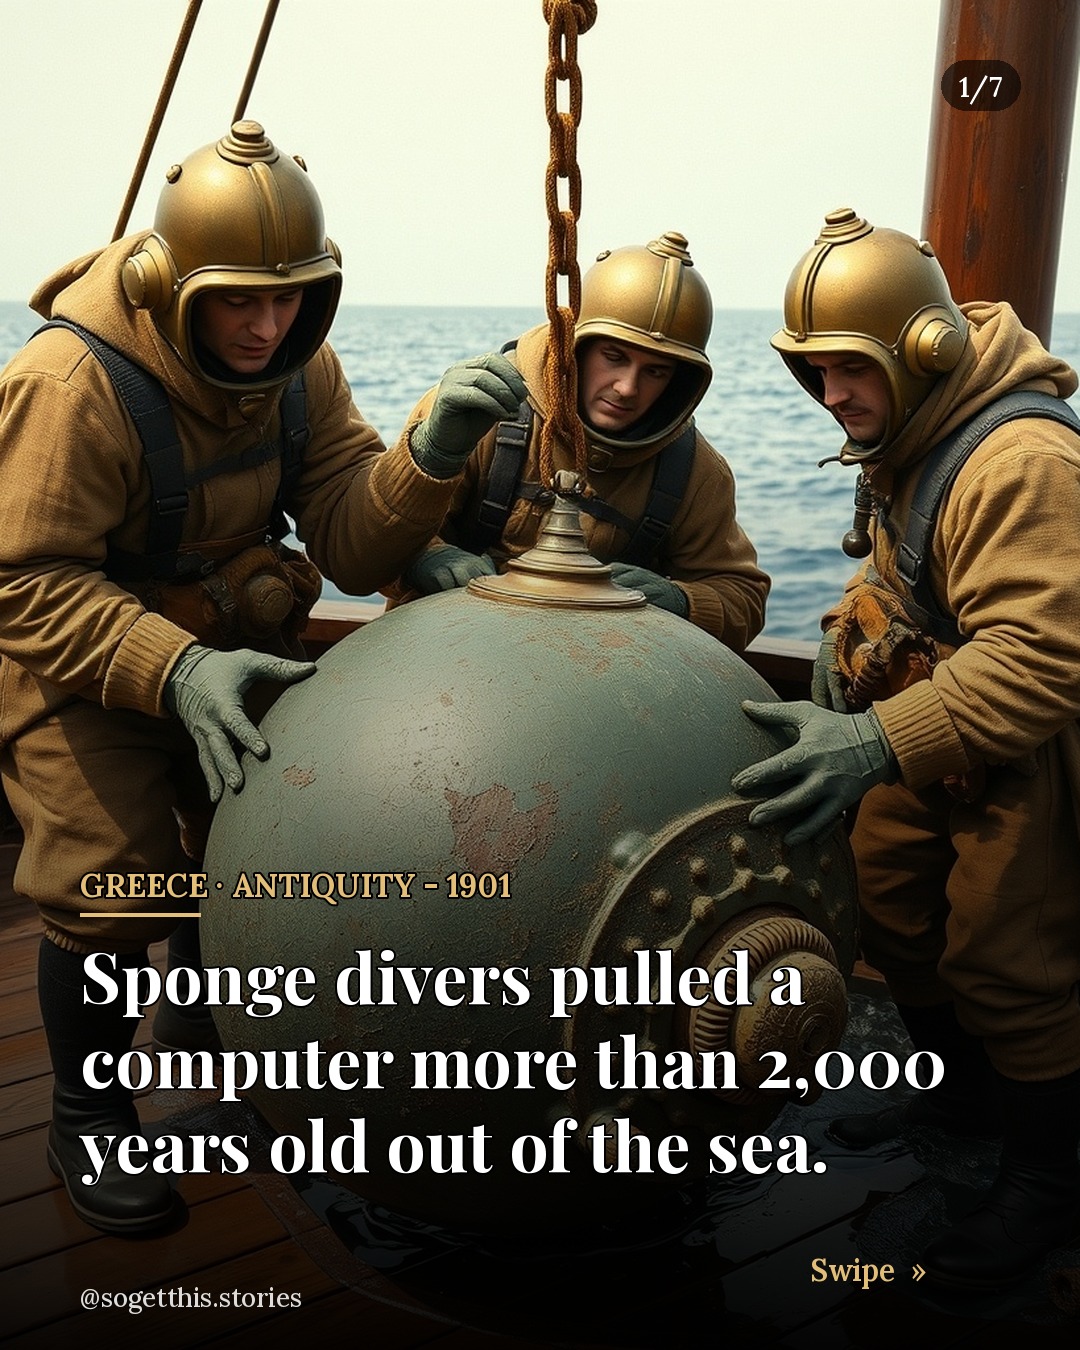 1/7
GREECE · ANTIQUITY – 1901
Sponge divers pulled a
computer more than 2,000
years old out of the sea.
Swipe »
@sogetthis.stories